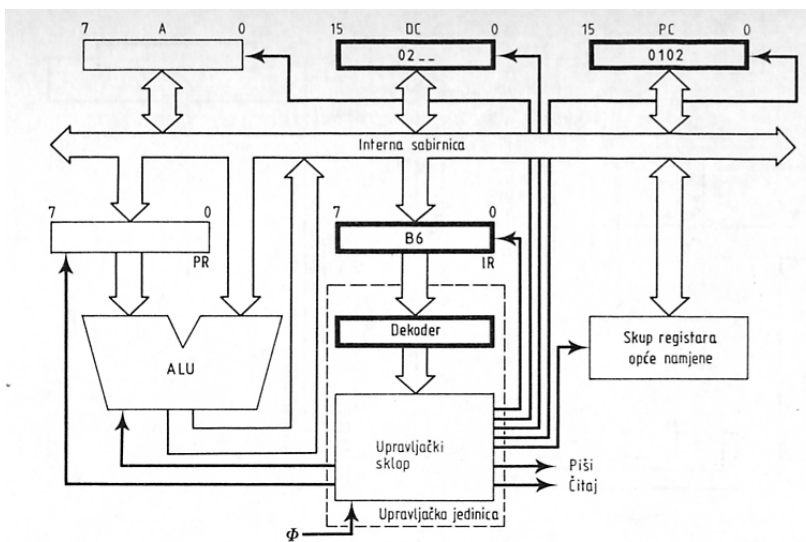 7 A 0
15 DC 0
15 PC 0
02__
0102
Interna sabirnica
7 0
7 0
B6
PR
IR
Dekoder
ALU
Skup registara
opće namjene
Upravljački
sklop
Piši
Čitaj
Upravljačka jedinica
Φ